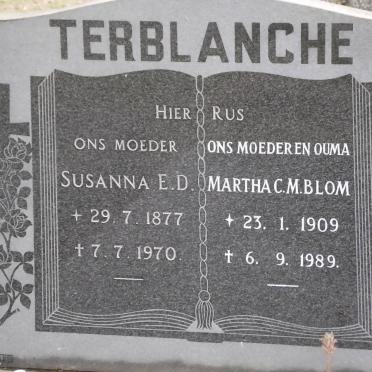 TERBLANCHE
HIER RUS
ONS MOEDER
SUSANNA E.D.
+ 29. 7. 1877
† 7. 7. 1970.
ONS MOEDER EN OUMA
MARTHA C.M. BLOM
+ 23. 1. 1909
† 6. 9. 1989.